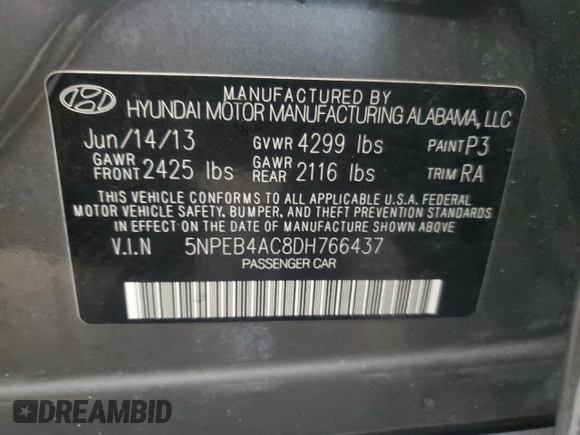 MANUFACTURED BY
HYUNDAI MOTOR MANUFACTURING ALABAMA, LLC
Jun/14/13 GVWR 4299 lbs PAINT P3
GAWR FRONT 2425 lbs GAWR REAR 2116 lbs TRIM RA
THIS VEHICLE CONFORMS TO ALL APPLICABLE U.S.A. FEDERAL
MOTOR VEHICLE SAFETY, BUMPER, AND THEFT PREVENTION STANDARDS
IN EFFECT ON THE DATE OF MANUFACTURE SHOWN ABOVE
V.I.N 5NPEB4AC8DH766437
PASSENGER CAR
DREAMBID